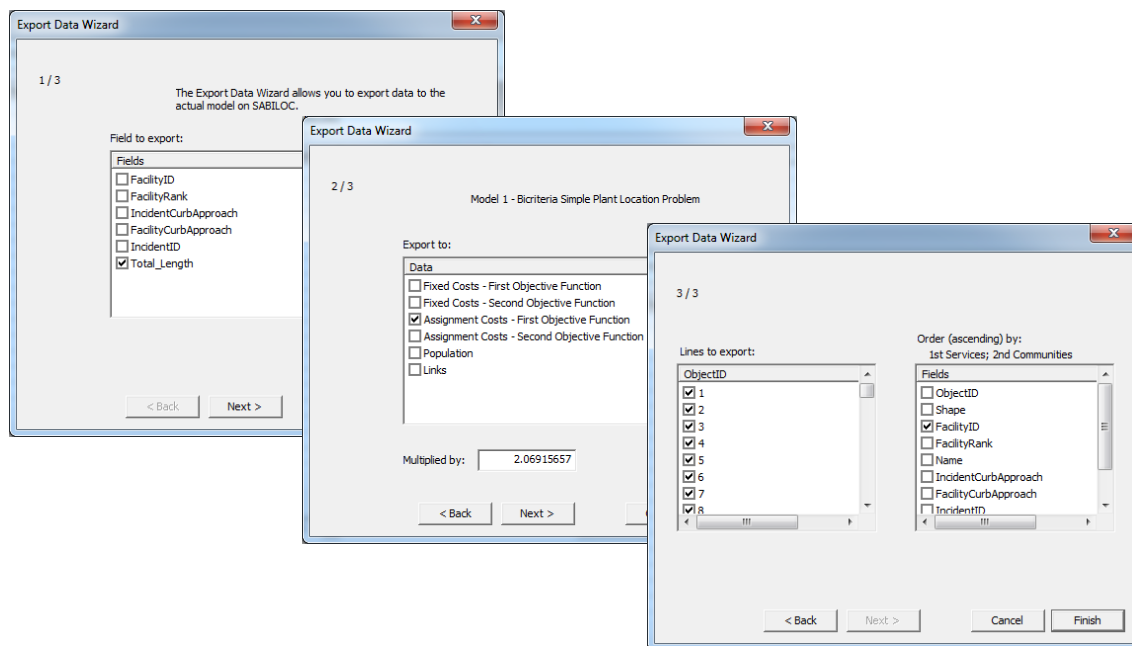 Export Data Wizard
1 / 3
The Export Data Wizard allows you to export data to the
actual model on SABILOC.
Field to export:
Fields
FacilityID
FacilityRank
IncidentCurbApproach
FacilityCurbApproach
IncidentID
Total_Length
< Back
Next >
Export Data Wizard
2 / 3
Model 1 - Bicriteria Simple Plant Location Problem
Export to:
Data
Fixed Costs - First Objective Function
Fixed Costs - Second Objective Function
Assignment Costs - First Objective Function
Assignment Costs - Second Objective Function
Population
Links
Multiplied by:
2.06915657
< Back
Next >
Export Data Wizard
3 / 3
Lines to export:
ObjectID
1
2
3
4
5
6
7
8
Order (ascending) by:
1st Services; 2nd Communities
Fields
ObjectID
Shape
FacilityID
FacilityRank
Name
IncidentCurbApproach
FacilityCurbApproach
IncidentID
< Back
Next >
Cancel
Finish